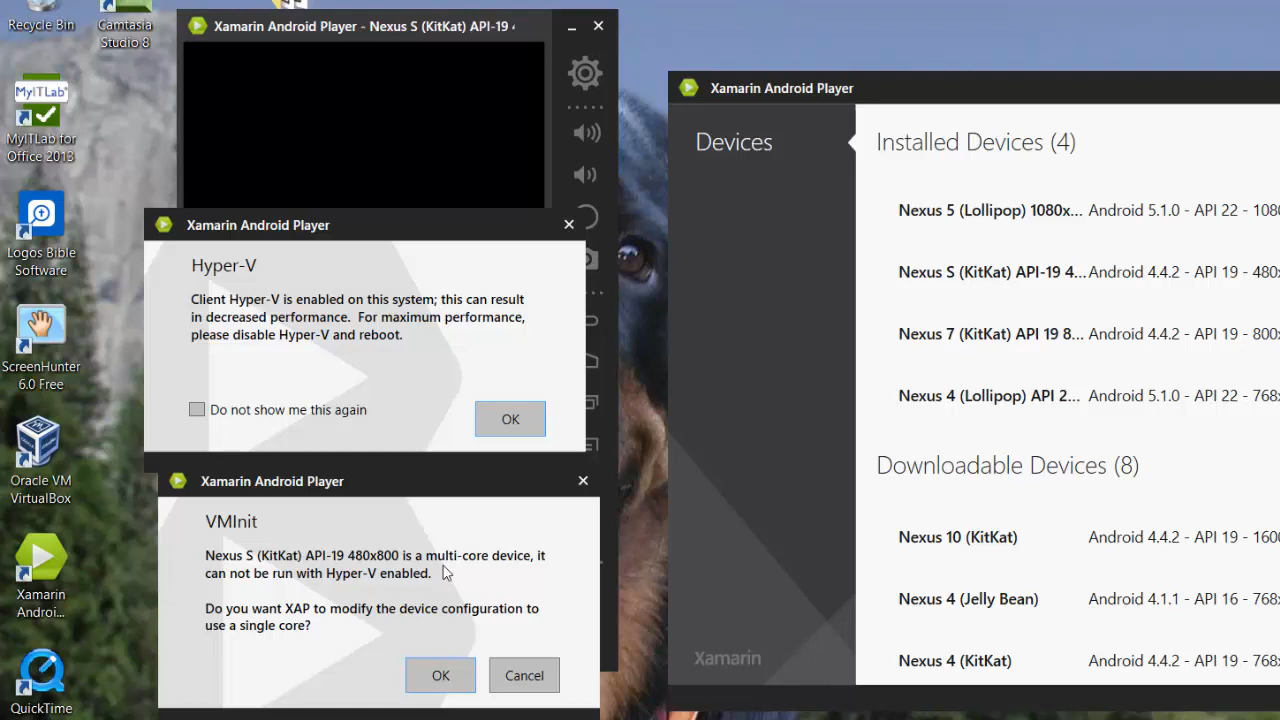 Recycle Bin
Camtasia
Studio 8
MyITLab
MyITLab for
Office 2013
Logos Bible
Software
ScreenHunter
6.0 Free
Oracle VM
VirtualBox
Xamarin
Androi...
QuickTime
Xamarin Android Player - Nexus S (KitKat) API-19
Xamarin Android Player
Hyper-V
Client Hyper-V is enabled on this system; this can result
in decreased performance. For maximum performance,
please disable Hyper-V and reboot.
Do not show me this again
OK
Xamarin Android Player
VMInit
Nexus S (KitKat) API-19 480x800 is a multi-core device, it
can not be run with Hyper-V enabled.
Do you want XAP to modify the device configuration to
use a single core?
OK
Cancel
Xamarin Android Player
Devices
Xamarin
Installed Devices (4)
Nexus 5 (Lollipop) 1080x... Android 5.1.0 - API 22 - 1080
Nexus S (KitKat) API-19 4... Android 4.4.2 - API 19 - 480x
Nexus 7 (KitKat) API 19 8... Android 4.4.2 - API 19 - 800x
Nexus 4 (Lollipop) API 2... Android 5.1.0 - API 22 - 768x
Downloadable Devices (8)
Nexus 10 (KitKat) Android 4.4.2 - API 19 - 1600
Nexus 4 (Jelly Bean) Android 4.1.1 - API 16 - 768x
Nexus 4 (KitKat) Android 4.4.2 - API 19 - 768x